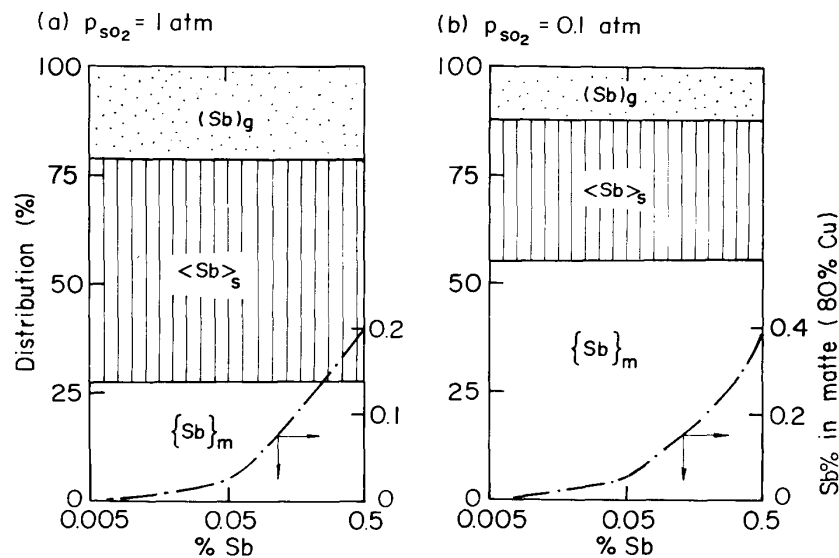 (a) p_so₂ = 1 atm
(b) p_so₂ = 0.1 atm
Distribution (%)
100
75
50
25
0
(Sb)g
<Sb>s
{Sb}m
0.2
0.1
0
0.005
0.05
0.5
% Sb
100
75
50
25
0
(Sb)g
<Sb>s
{Sb}m
0.4
0.2
0
0.005
0.05
0.5
% Sb
Sb% in matte (80% Cu)